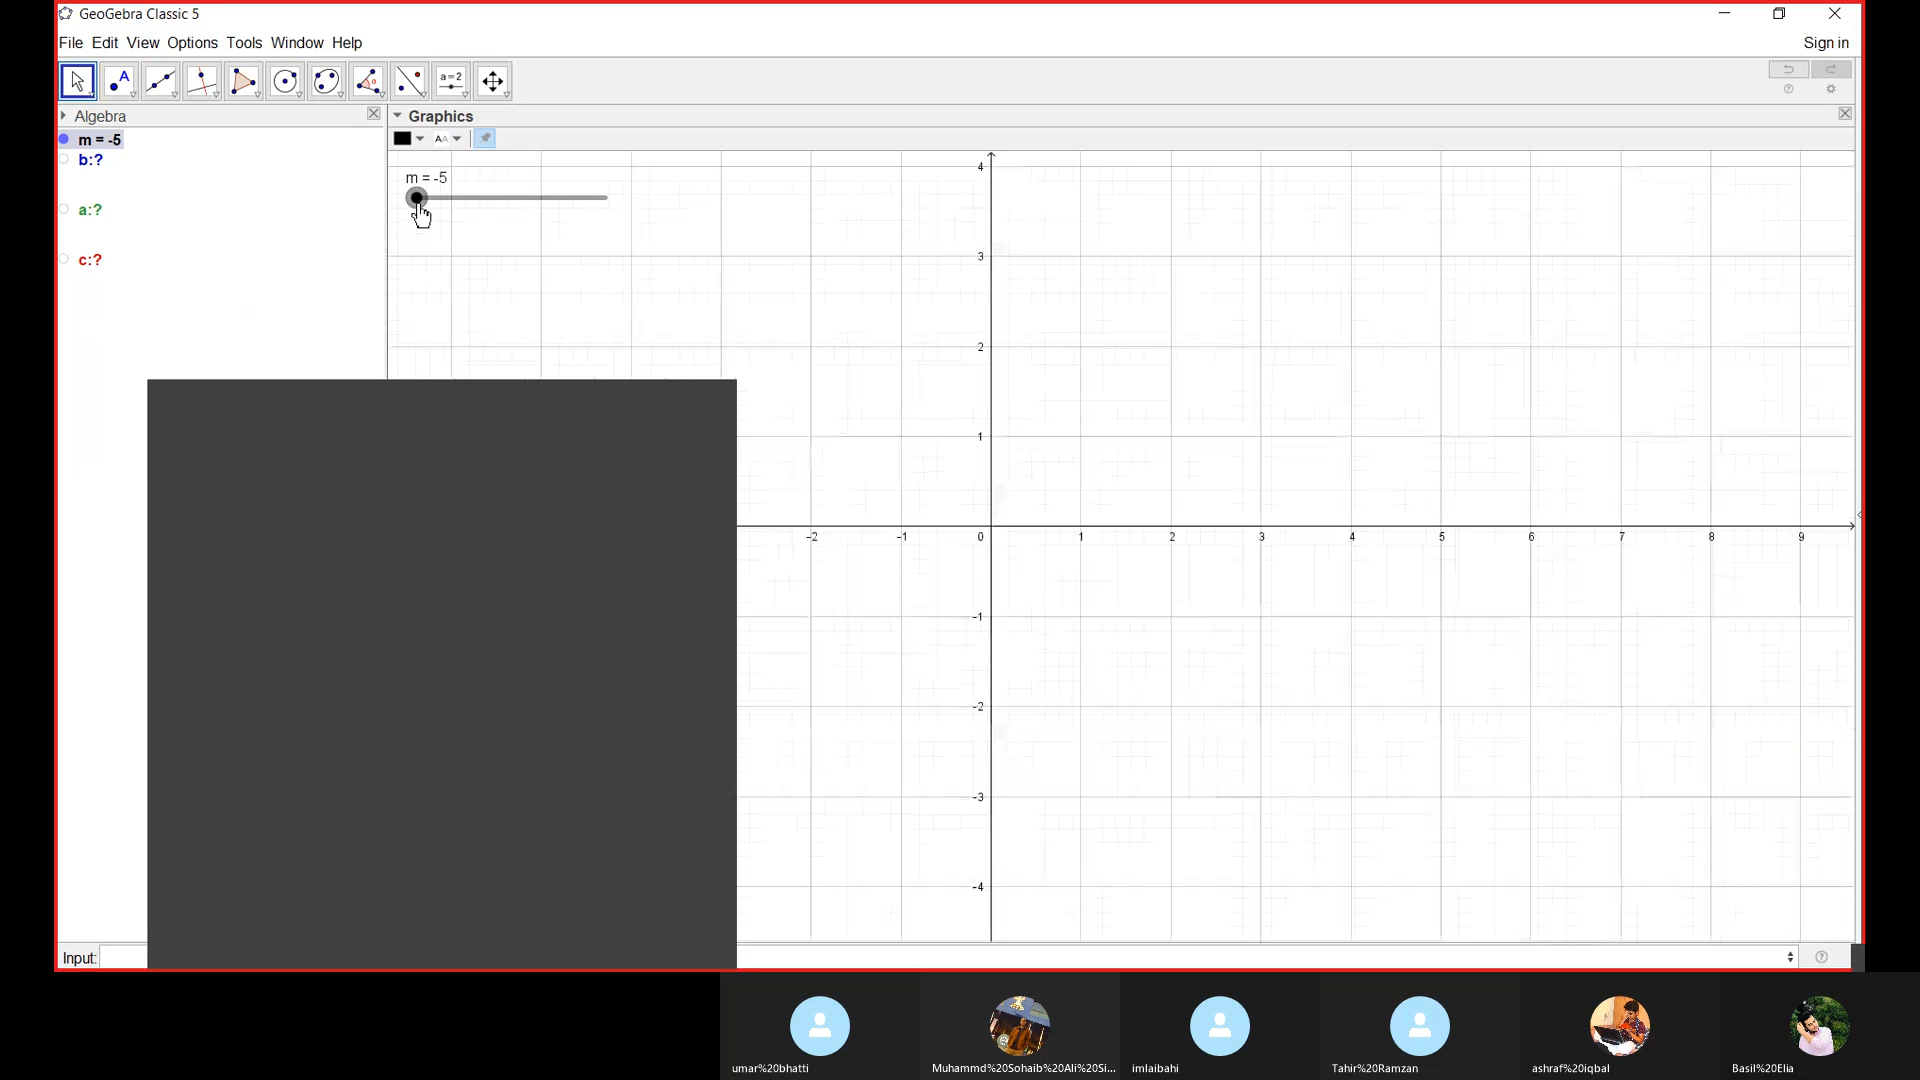 GeoGebra Classic 5
File Edit View Options Tools Window Help
Sign in
A
a=2
Algebra
Graphics
AA
m = -5
b:?
a:?
c:?
m = -5
4
3
2
1
-2 -1 0 1 2 3 4 5 6 7 8 9
-1
-2
-3
-4
Input:
umar%20bhatti
Muhammd%20Sohaib%20Ali%20Si...
imlaibahi
Tahir%20Ramzan
ashraf%20iqbal
Basil%20Elia